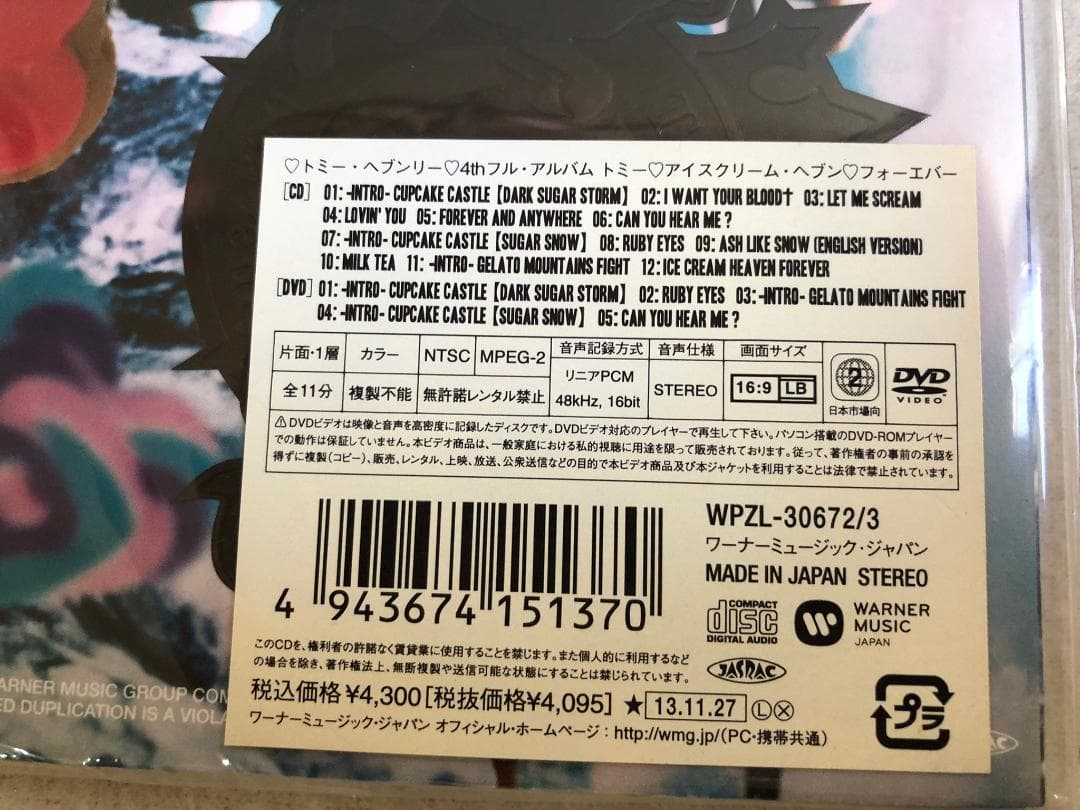 ♡トミー・ヘブンリー♡4thフル・アルバム トミー♡アイスクリーム・ヘブン♡フォーエバー
[CD] 01: -INTRO- CUPCAKE CASTLE【DARK SUGAR STORM】 02: I WANT YOUR BLOOD† 03: LET ME SCREAM
04: LOVIN' YOU 05: FOREVER AND ANYWHERE 06: CAN YOU HEAR ME ?
07: -INTRO- CUPCAKE CASTLE【SUGAR SNOW】 08: RUBY EYES 09: ASH LIKE SNOW (ENGLISH VERSION)
10: MILK TEA 11: -INTRO- GELATO MOUNTAINS FIGHT 12: ICE CREAM HEAVEN FOREVER
[DVD] 01: -INTRO- CUPCAKE CASTLE【DARK SUGAR STORM】 02: RUBY EYES 03: -INTRO- GELATO MOUNTAINS FIGHT
04: -INTRO- CUPCAKE CASTLE【SUGAR SNOW】 05: CAN YOU HEAR ME ?
片面・1層 カラー NTSC MPEG-2 音声記録方式 音声仕様 画面サイズ
全11分 複製不能 無許諾レンタル禁止 リニアPCM 48kHz, 16bit STEREO 16:9 LB 2 日本市場向 DVD VIDEO
⚠DVDビデオは映像と音声を高密度に記録したディスクです。DVDビデオ対応のプレイヤーで再生して下さい。パソコン搭載のDVD-ROMプレイヤー
での動作は保証していません。本ビデオ商品は、一般家庭における私的視聴に用途を限って販売されております。従って、著作権者の事前の承認を
得ずに複製（コピー）、販売、レンタル、上映、放送、公衆送信などの目的で本ビデオ商品及び本ジャケットを利用することは法律で禁止されています。
4 943674 151370
WPZL-30672/3
ワーナーミュージック・ジャパン
MADE IN JAPAN STEREO
COMPACT disc DIGITAL AUDIO
WARNER MUSIC JAPAN
JASRAC
このCDを、権利者の許諾なく賃貸業に使用することを禁じます。また個人的に利用するなど
の場合を除き、著作権法上、無断複製や送信可能な状態にすることは禁じられています。
税込価格¥4,300[税抜価格¥4,095] ★ 13.11.27 Ⓛ ⓧ
ワーナーミュージック・ジャパン オフィシャル・ホームページ：http://wmg.jp/（PC・携帯共通）
プラ
WARNER MUSIC GROUP COM
ED DUPLICATION IS A VIOLA